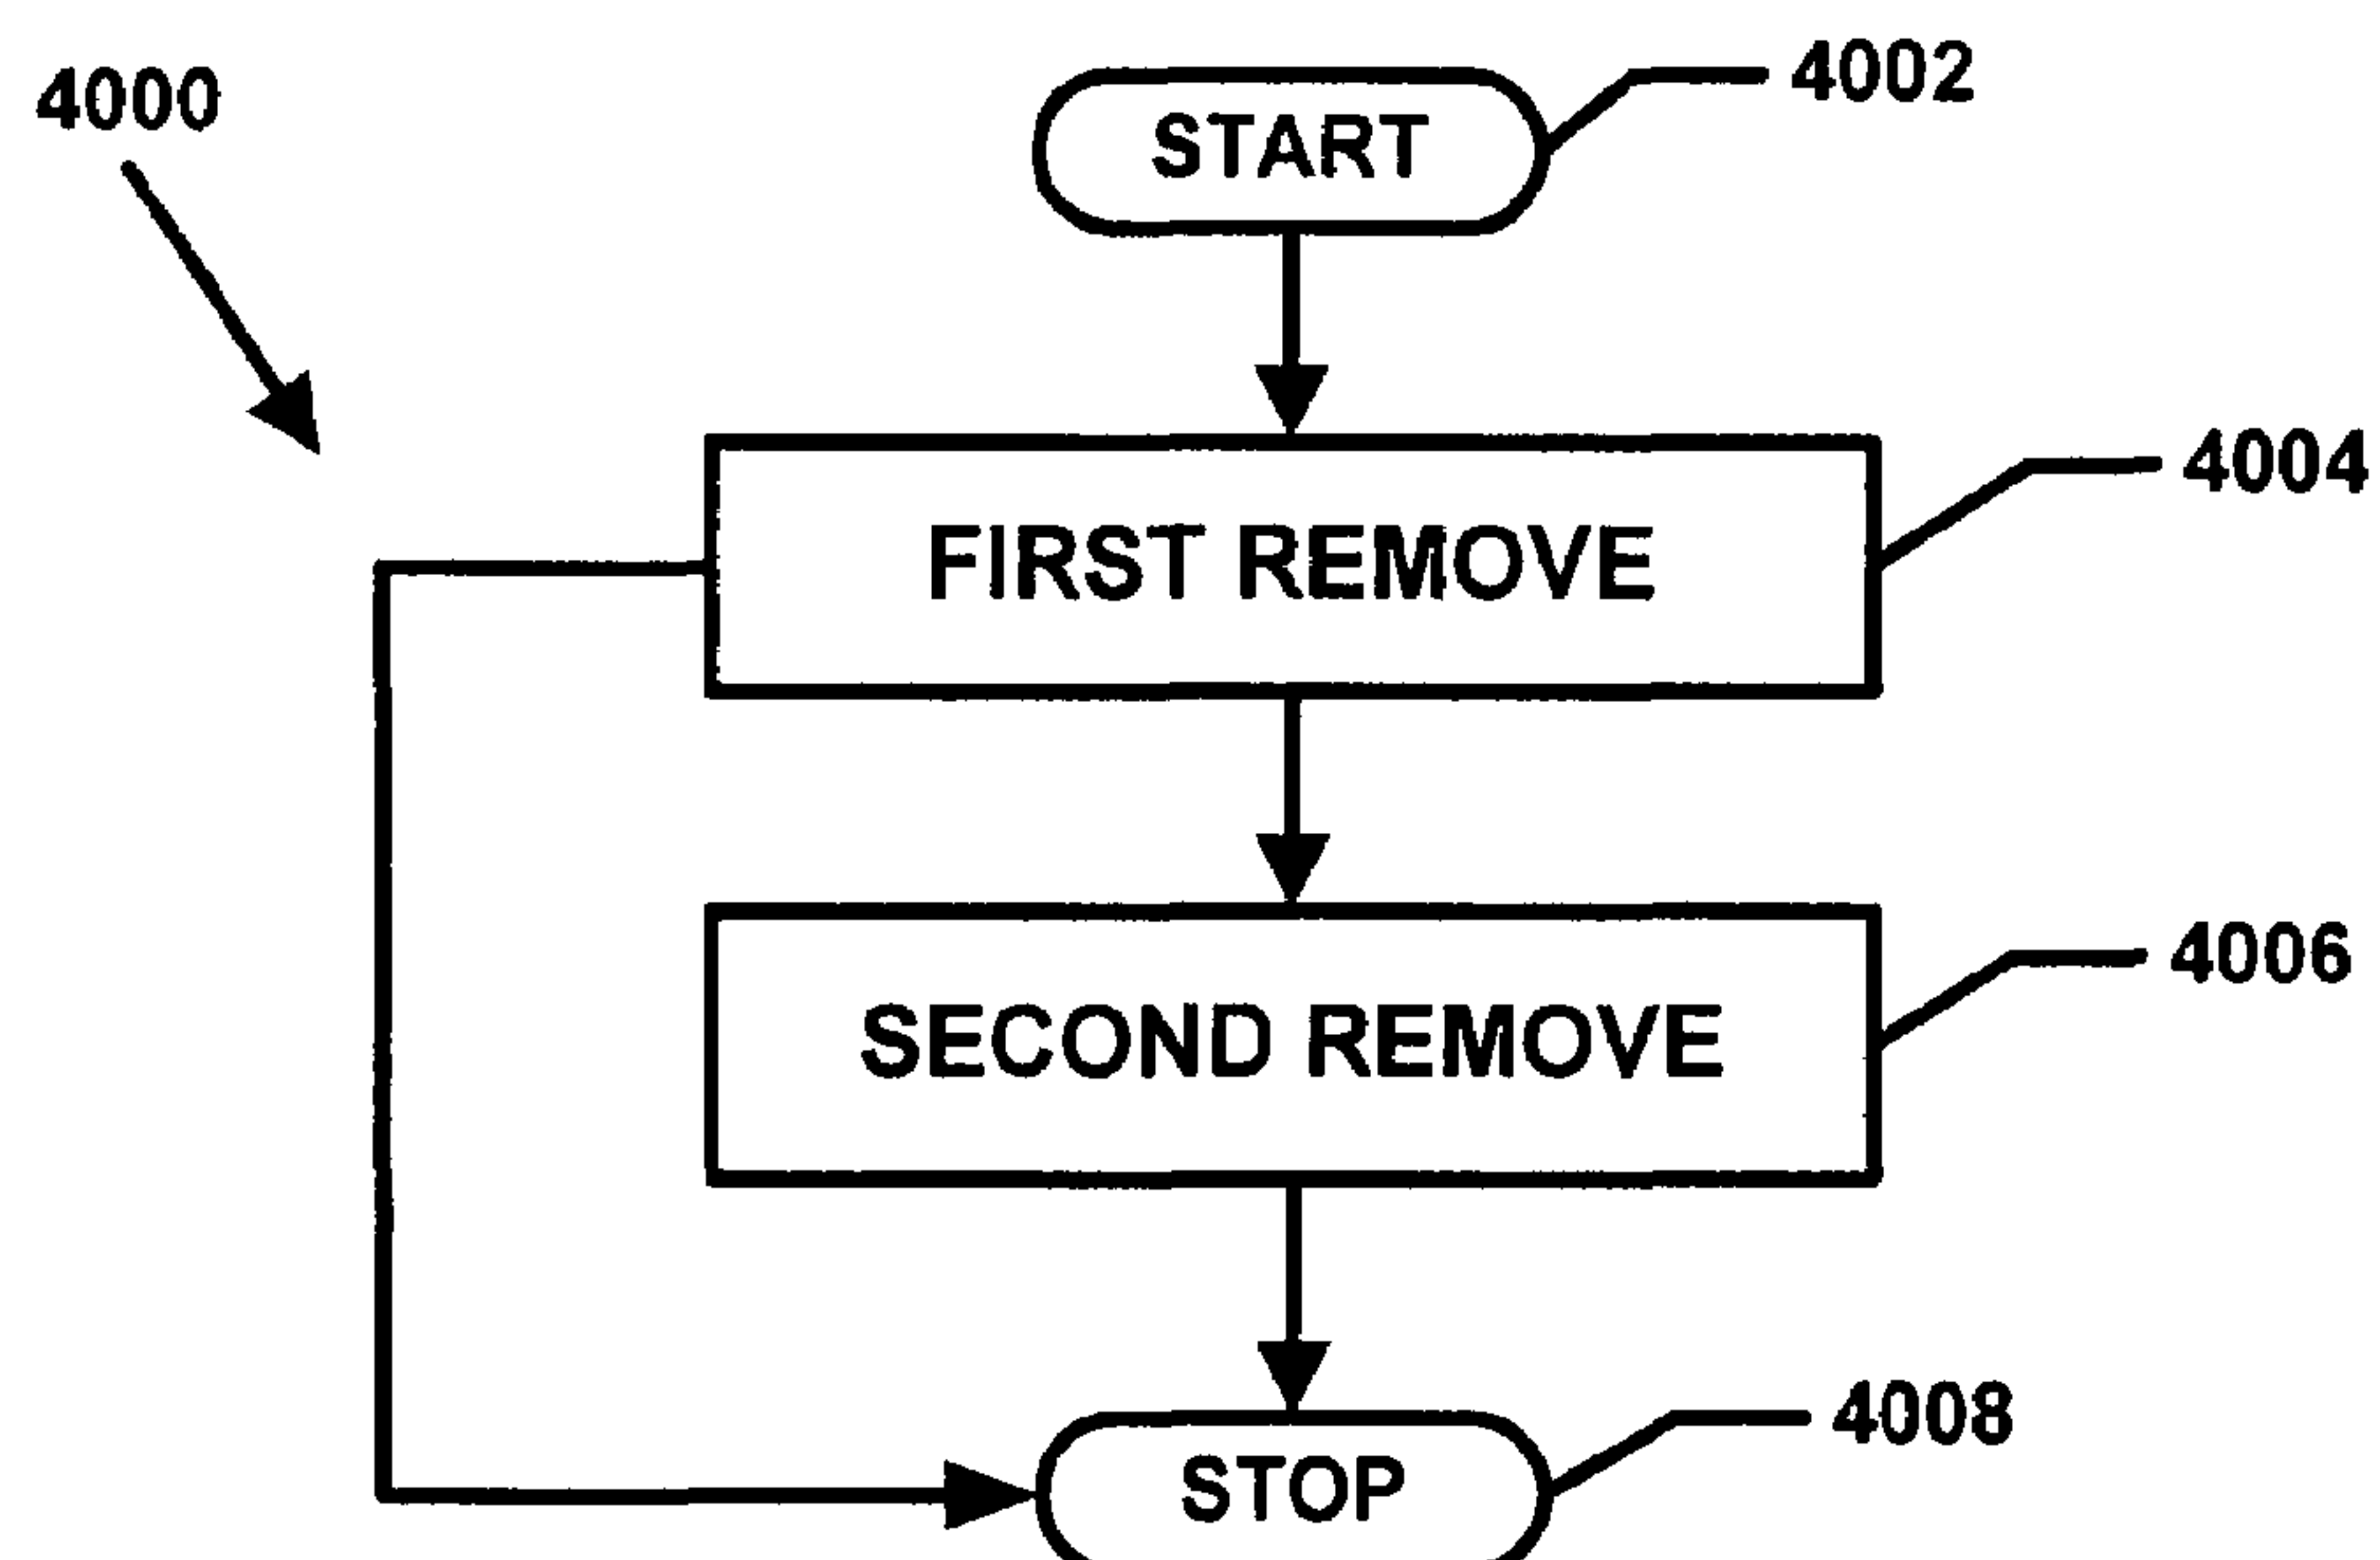 4000
START
4002
FIRST REMOVE
4004
SECOND REMOVE
4006
STOP
4008